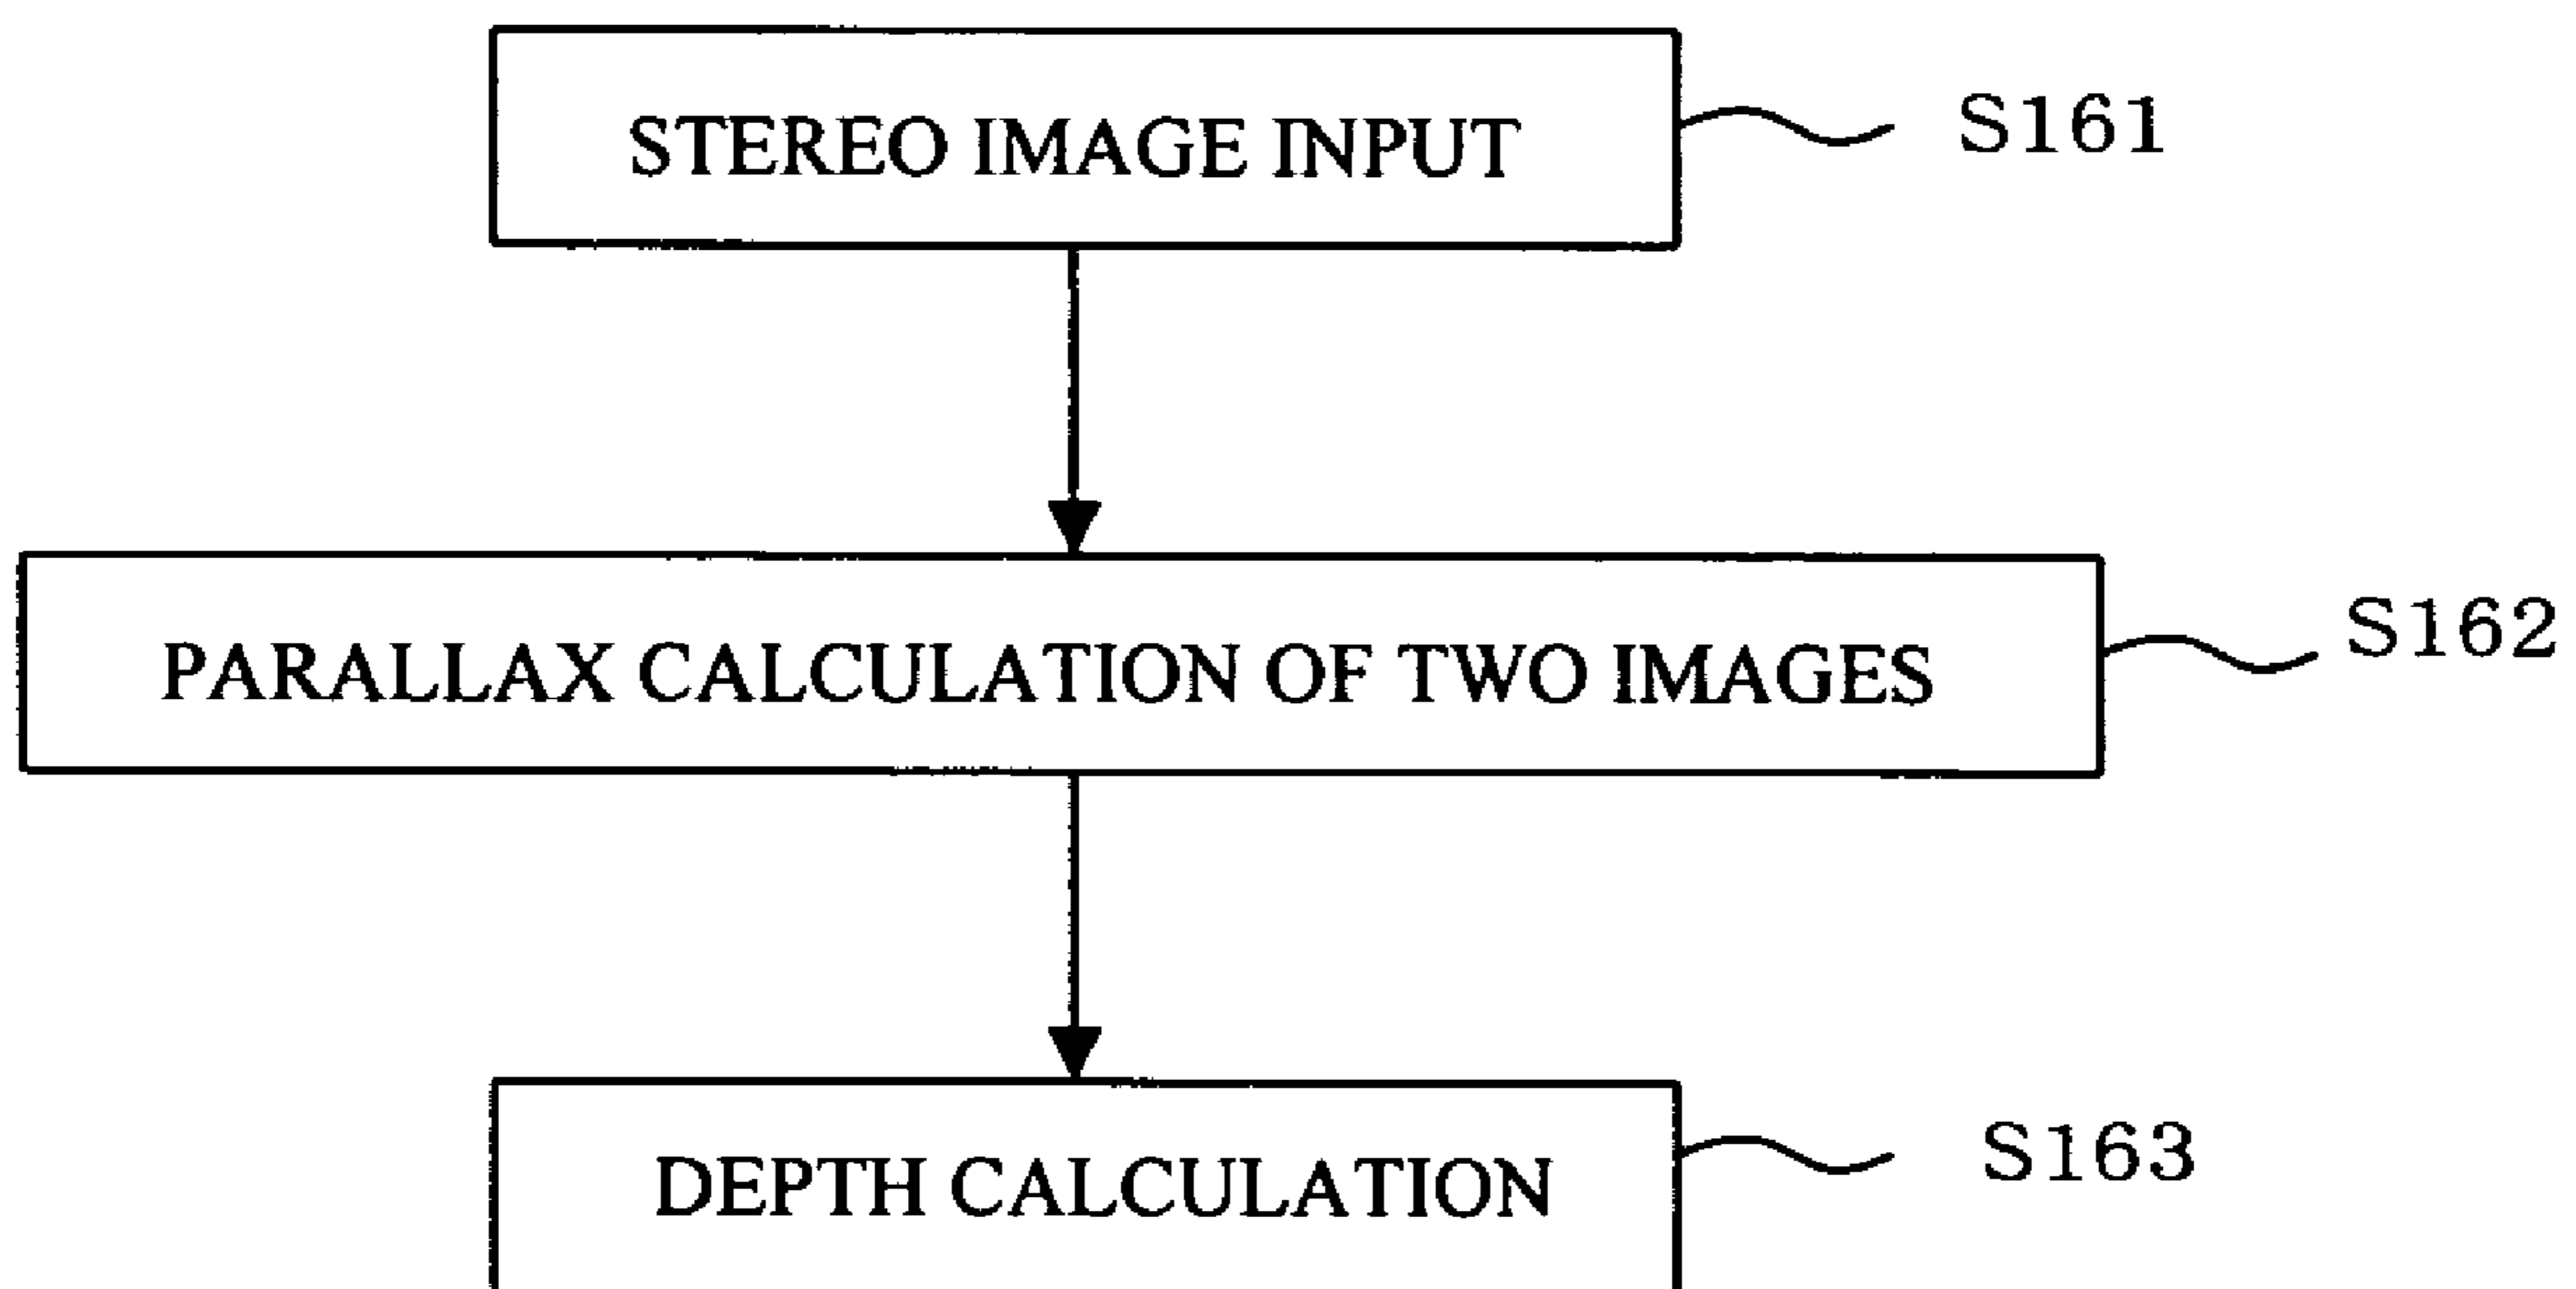 STEREO IMAGE INPUT
S161
PARALLAX CALCULATION OF TWO IMAGES
S162
DEPTH CALCULATION
S163